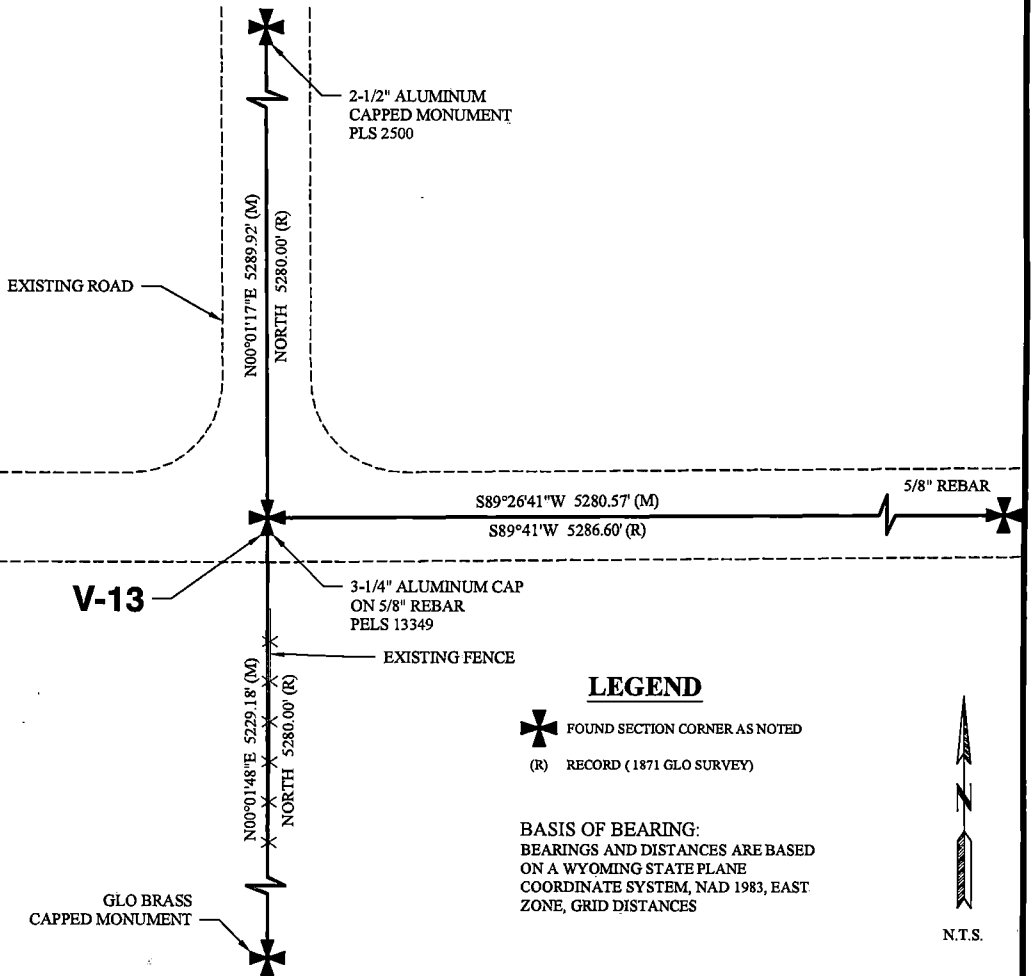 2-1/2" ALUMINUM
CAPPED MONUMENT
PLS 2500
N00°01'17"E 5289.92' (M)
NORTH 5280.00' (R)
EXISTING ROAD
5/8" REBAR
S89°26'41"W 5280.57' (M)
S89°41'W 5286.60' (R)
V-13
3-1/4" ALUMINUM CAP
ON 5/8" REBAR
PELS 13349
EXISTING FENCE
N00°01'48"E 5229.18' (M)
NORTH 5280.00' (R)
LEGEND
FOUND SECTION CORNER AS NOTED
(R) RECORD ( 1871 GLO SURVEY)
BASIS OF BEARING:
BEARINGS AND DISTANCES ARE BASED
ON A WYOMING STATE PLANE
COORDINATE SYSTEM, NAD 1983, EAST
ZONE, GRID DISTANCES
GLO BRASS
CAPPED MONUMENT
N
N.T.S.